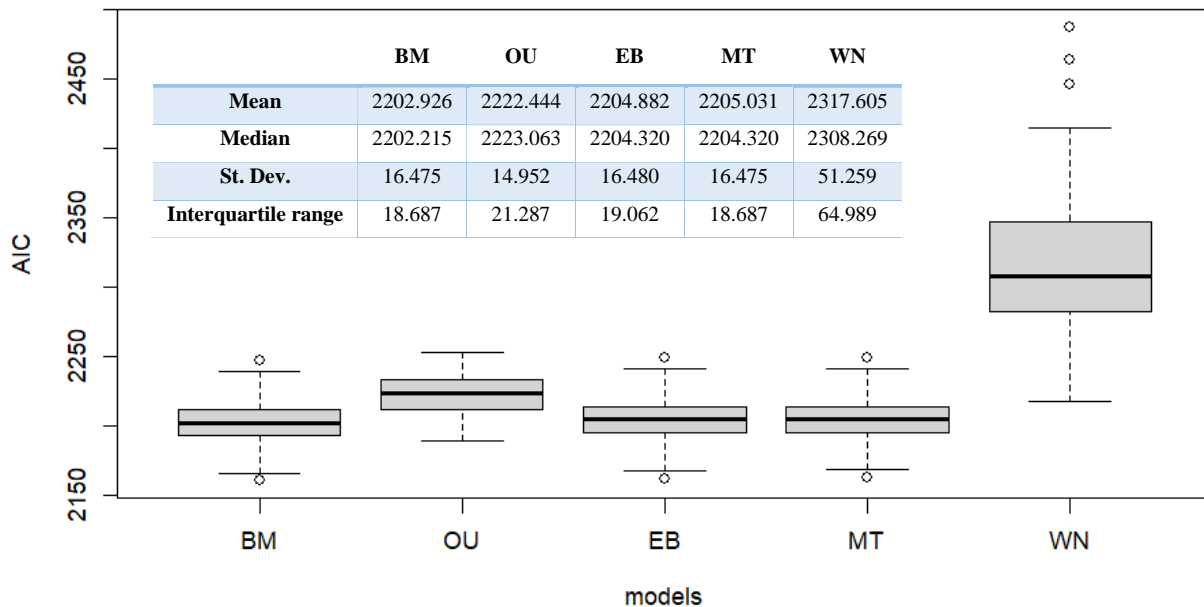 BM OU EB MT WN
Mean 2202.926 2222.444 2204.882 2205.031 2317.605
Median 2202.215 2223.063 2204.320 2204.320 2308.269
St. Dev. 16.475 14.952 16.480 16.475 51.259
Interquartile range 18.687 21.287 19.062 18.687 64.989
AIC
2450
2350
2250
2150
BM OU EB MT WN
models